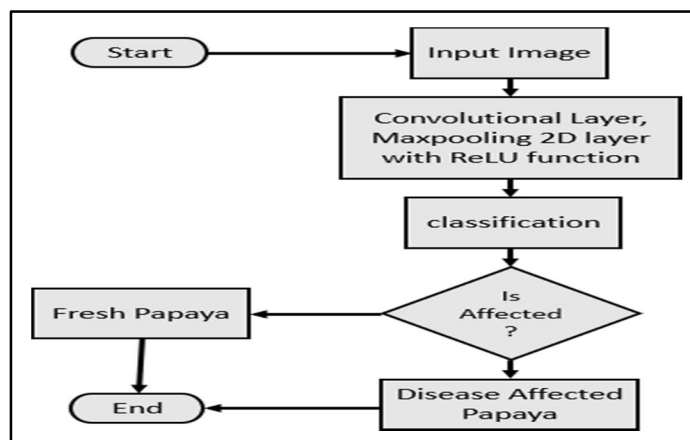 Start
Input Image
Convolutional Layer,
Maxpooling 2D layer
with ReLU function
classification
Is
Affected
?
Fresh Papaya
Disease Affected
Papaya
End